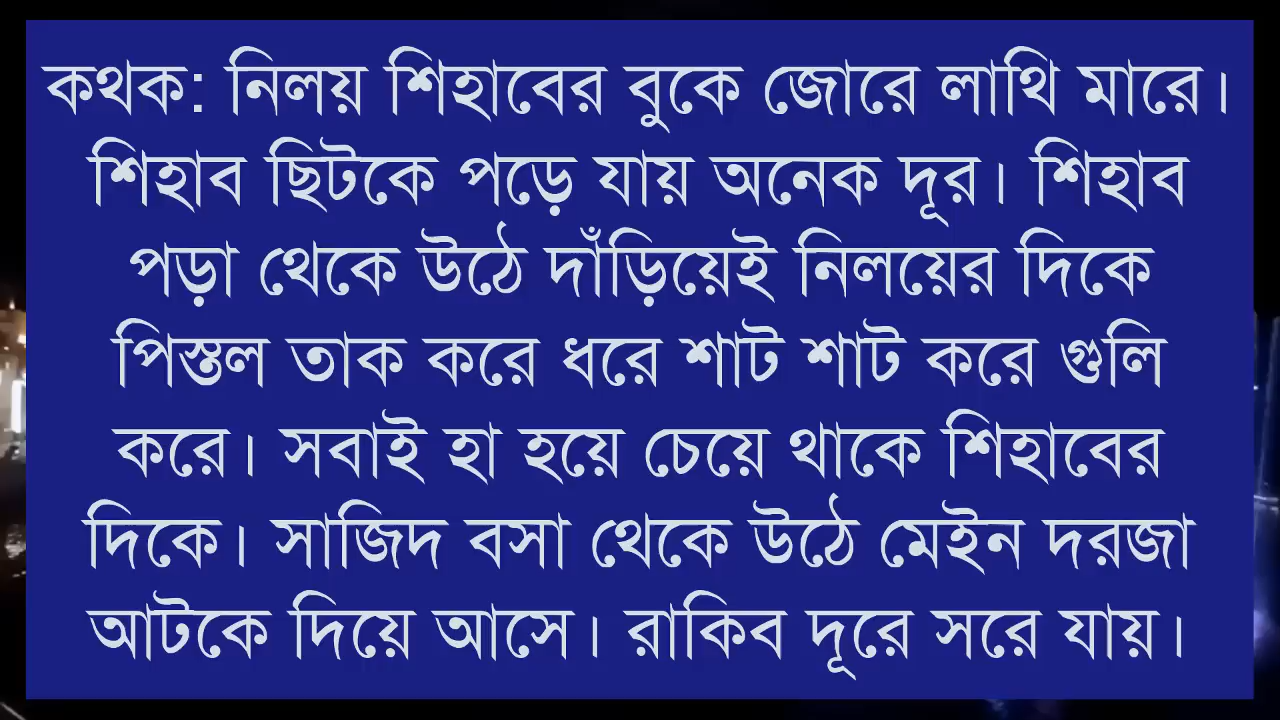 কথক: নিলয় শিহাবের বুকে জোরে লাথি মারে।
শিহাব ছিটকে পড়ে যায় অনেক দূর। শিহাব
পড়া থেকে উঠে দাঁড়িয়েই নিলয়ের দিকে
পিস্তল তাক করে ধরে শাট শাট করে গুলি
করে। সবাই হা হয়ে চেয়ে থাকে শিহাবের
দিকে। সাজিদ বসা থেকে উঠে মেইন দরজা
আটকে দিয়ে আসে। রাকিব দূরে সরে যায়।